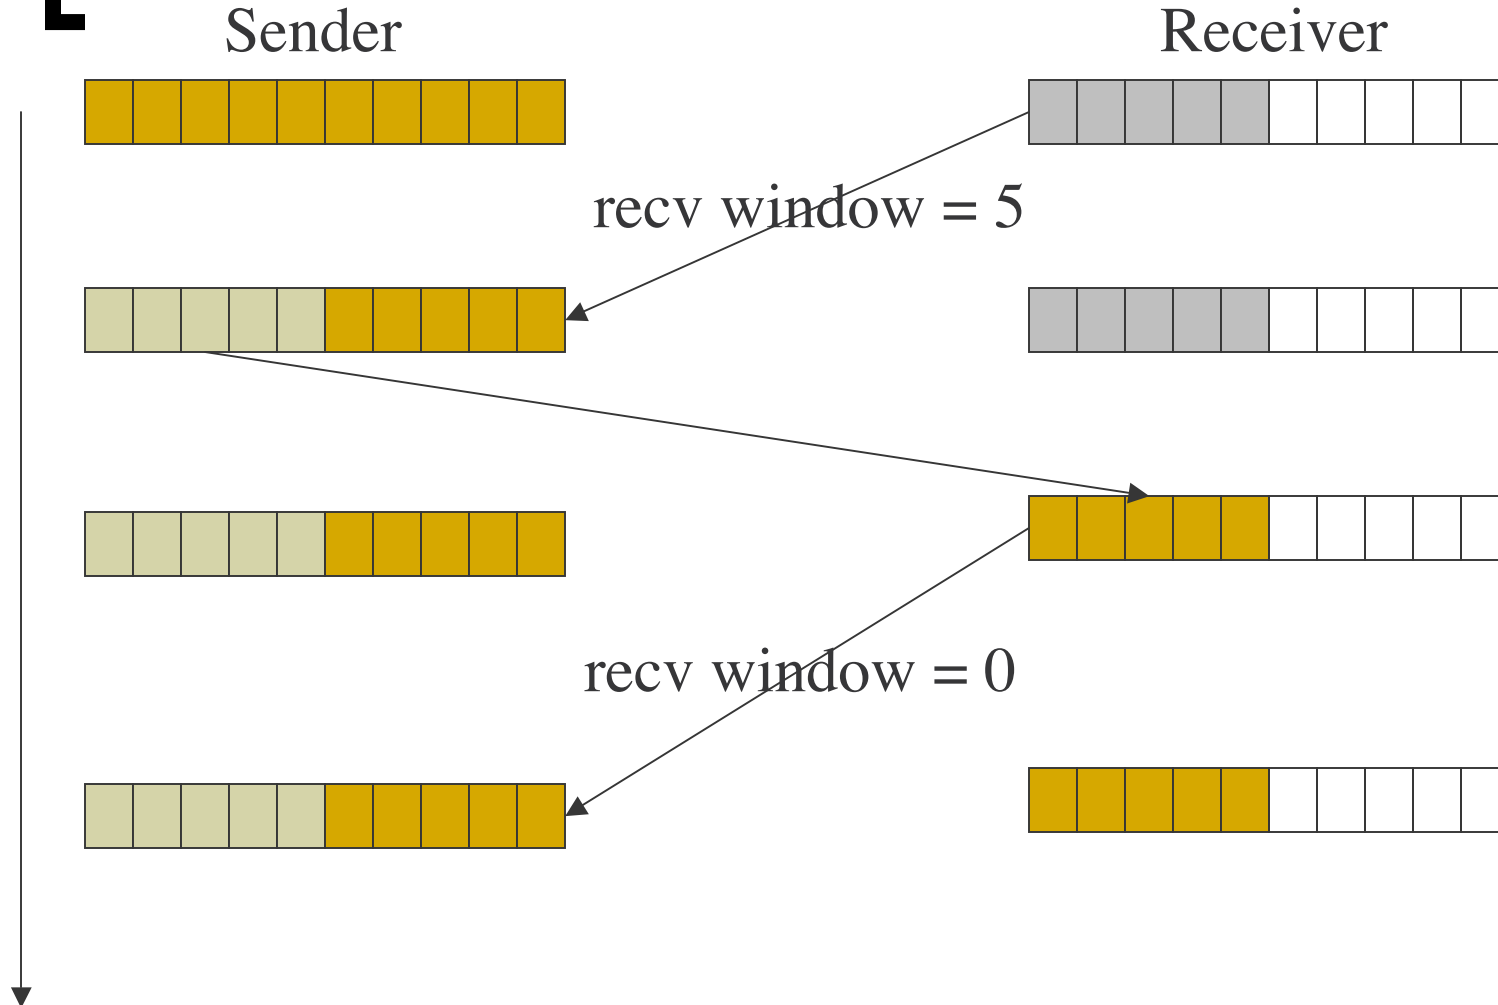 Sender
Receiver
recv window = 5
recv window = 0